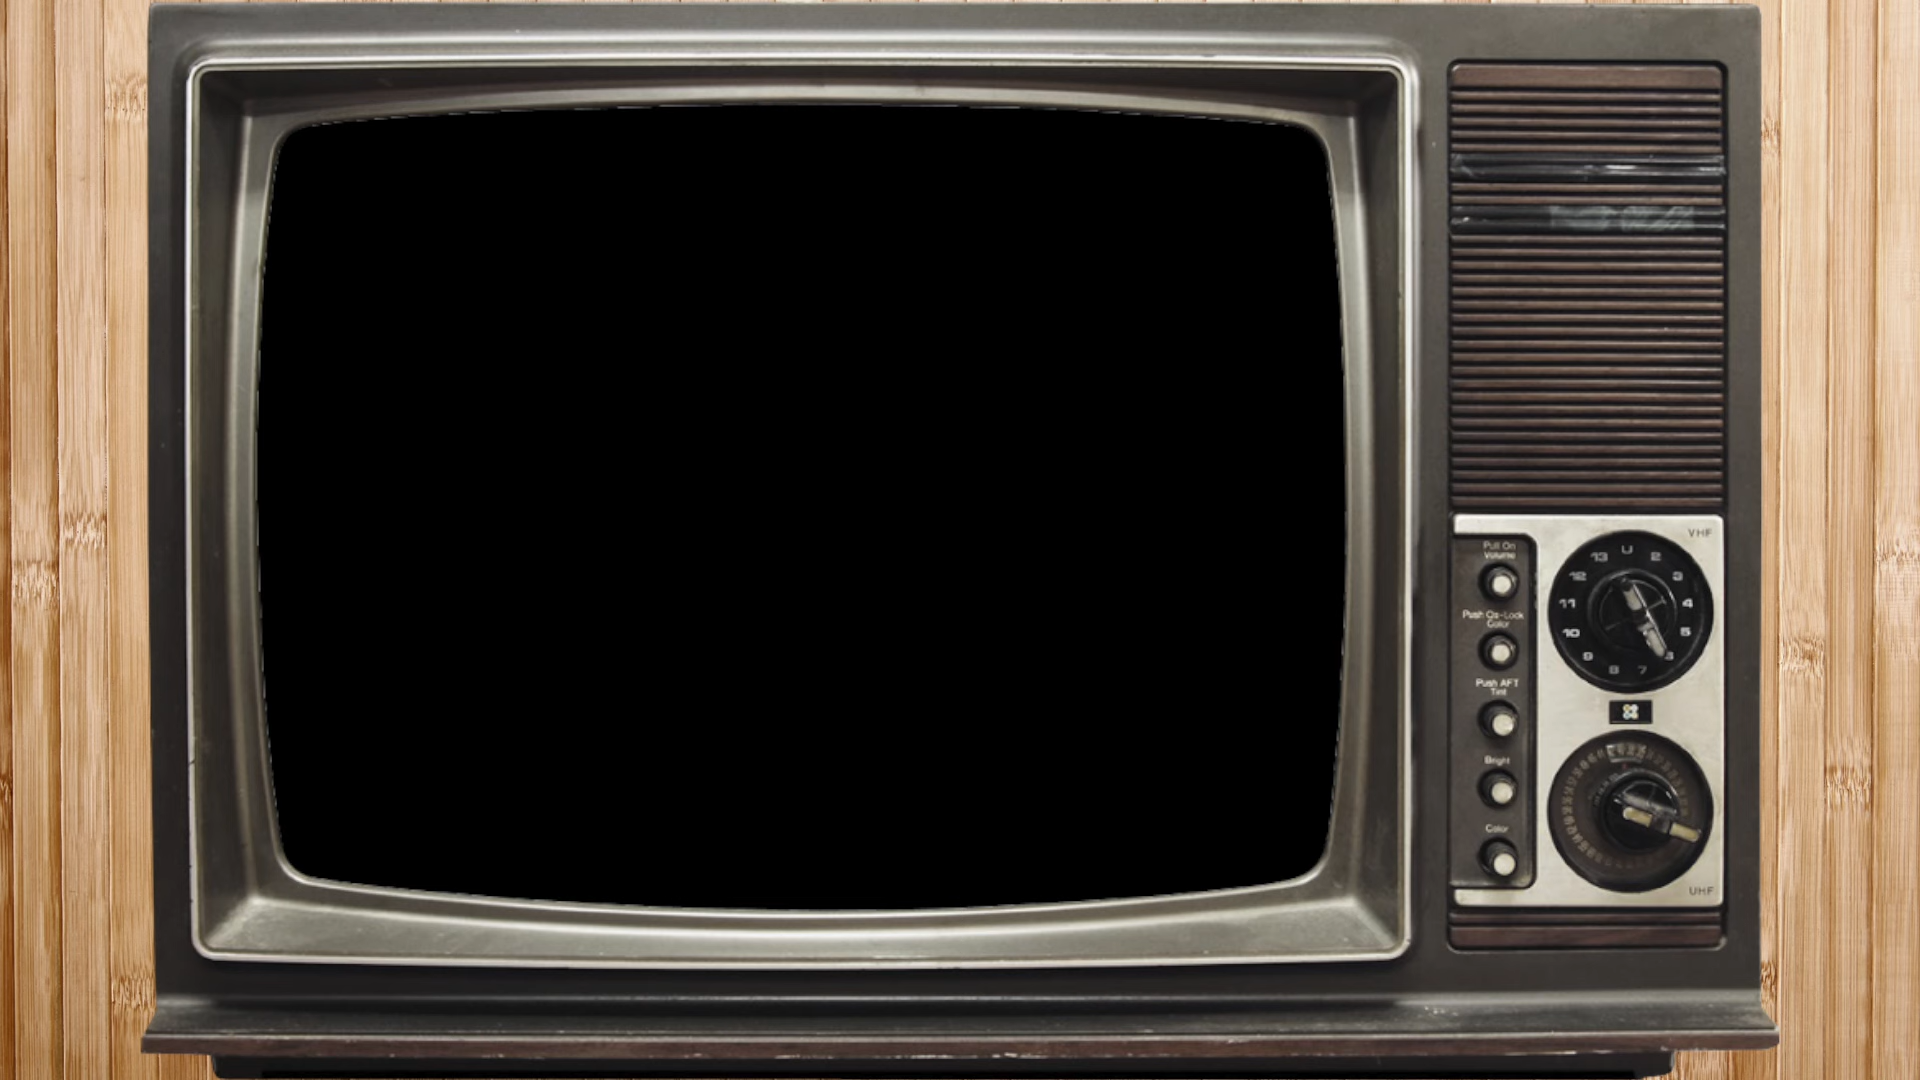 VHF
Pull On
Volume
Push On-Lock
Color
Push AFT
Tint
Bright
Color
U
2
3
4
5
7
8
9
10
11
12
13
UHF